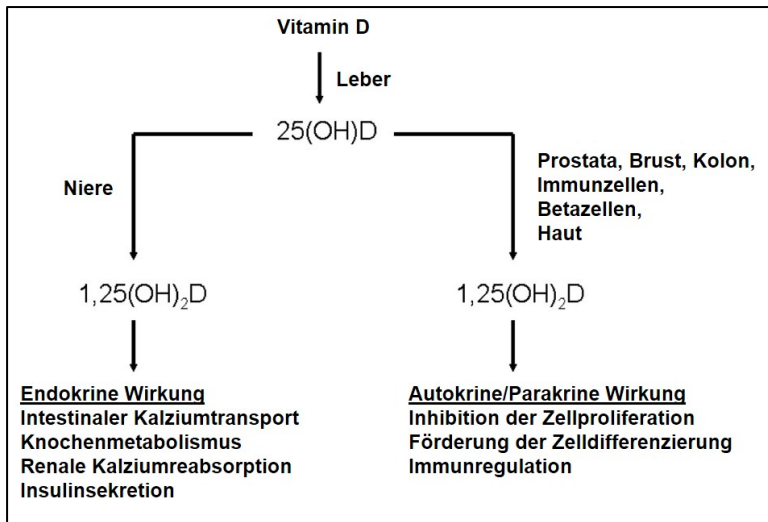 Vitamin D
Leber
25(OH)D
Niere
Prostata, Brust, Kolon,
Immunzellen,
Betazellen,
Haut
1,25(OH)₂D
1,25(OH)₂D
Endokrine Wirkung
Intestinaler Kalziumtransport
Knochenmetabolismus
Renale Kalziumreabsorption
Insulinsekretion
Autokrine/Parakrine Wirkung
Inhibition der Zellproliferation
Förderung der Zelldifferenzierung
Immunregulation